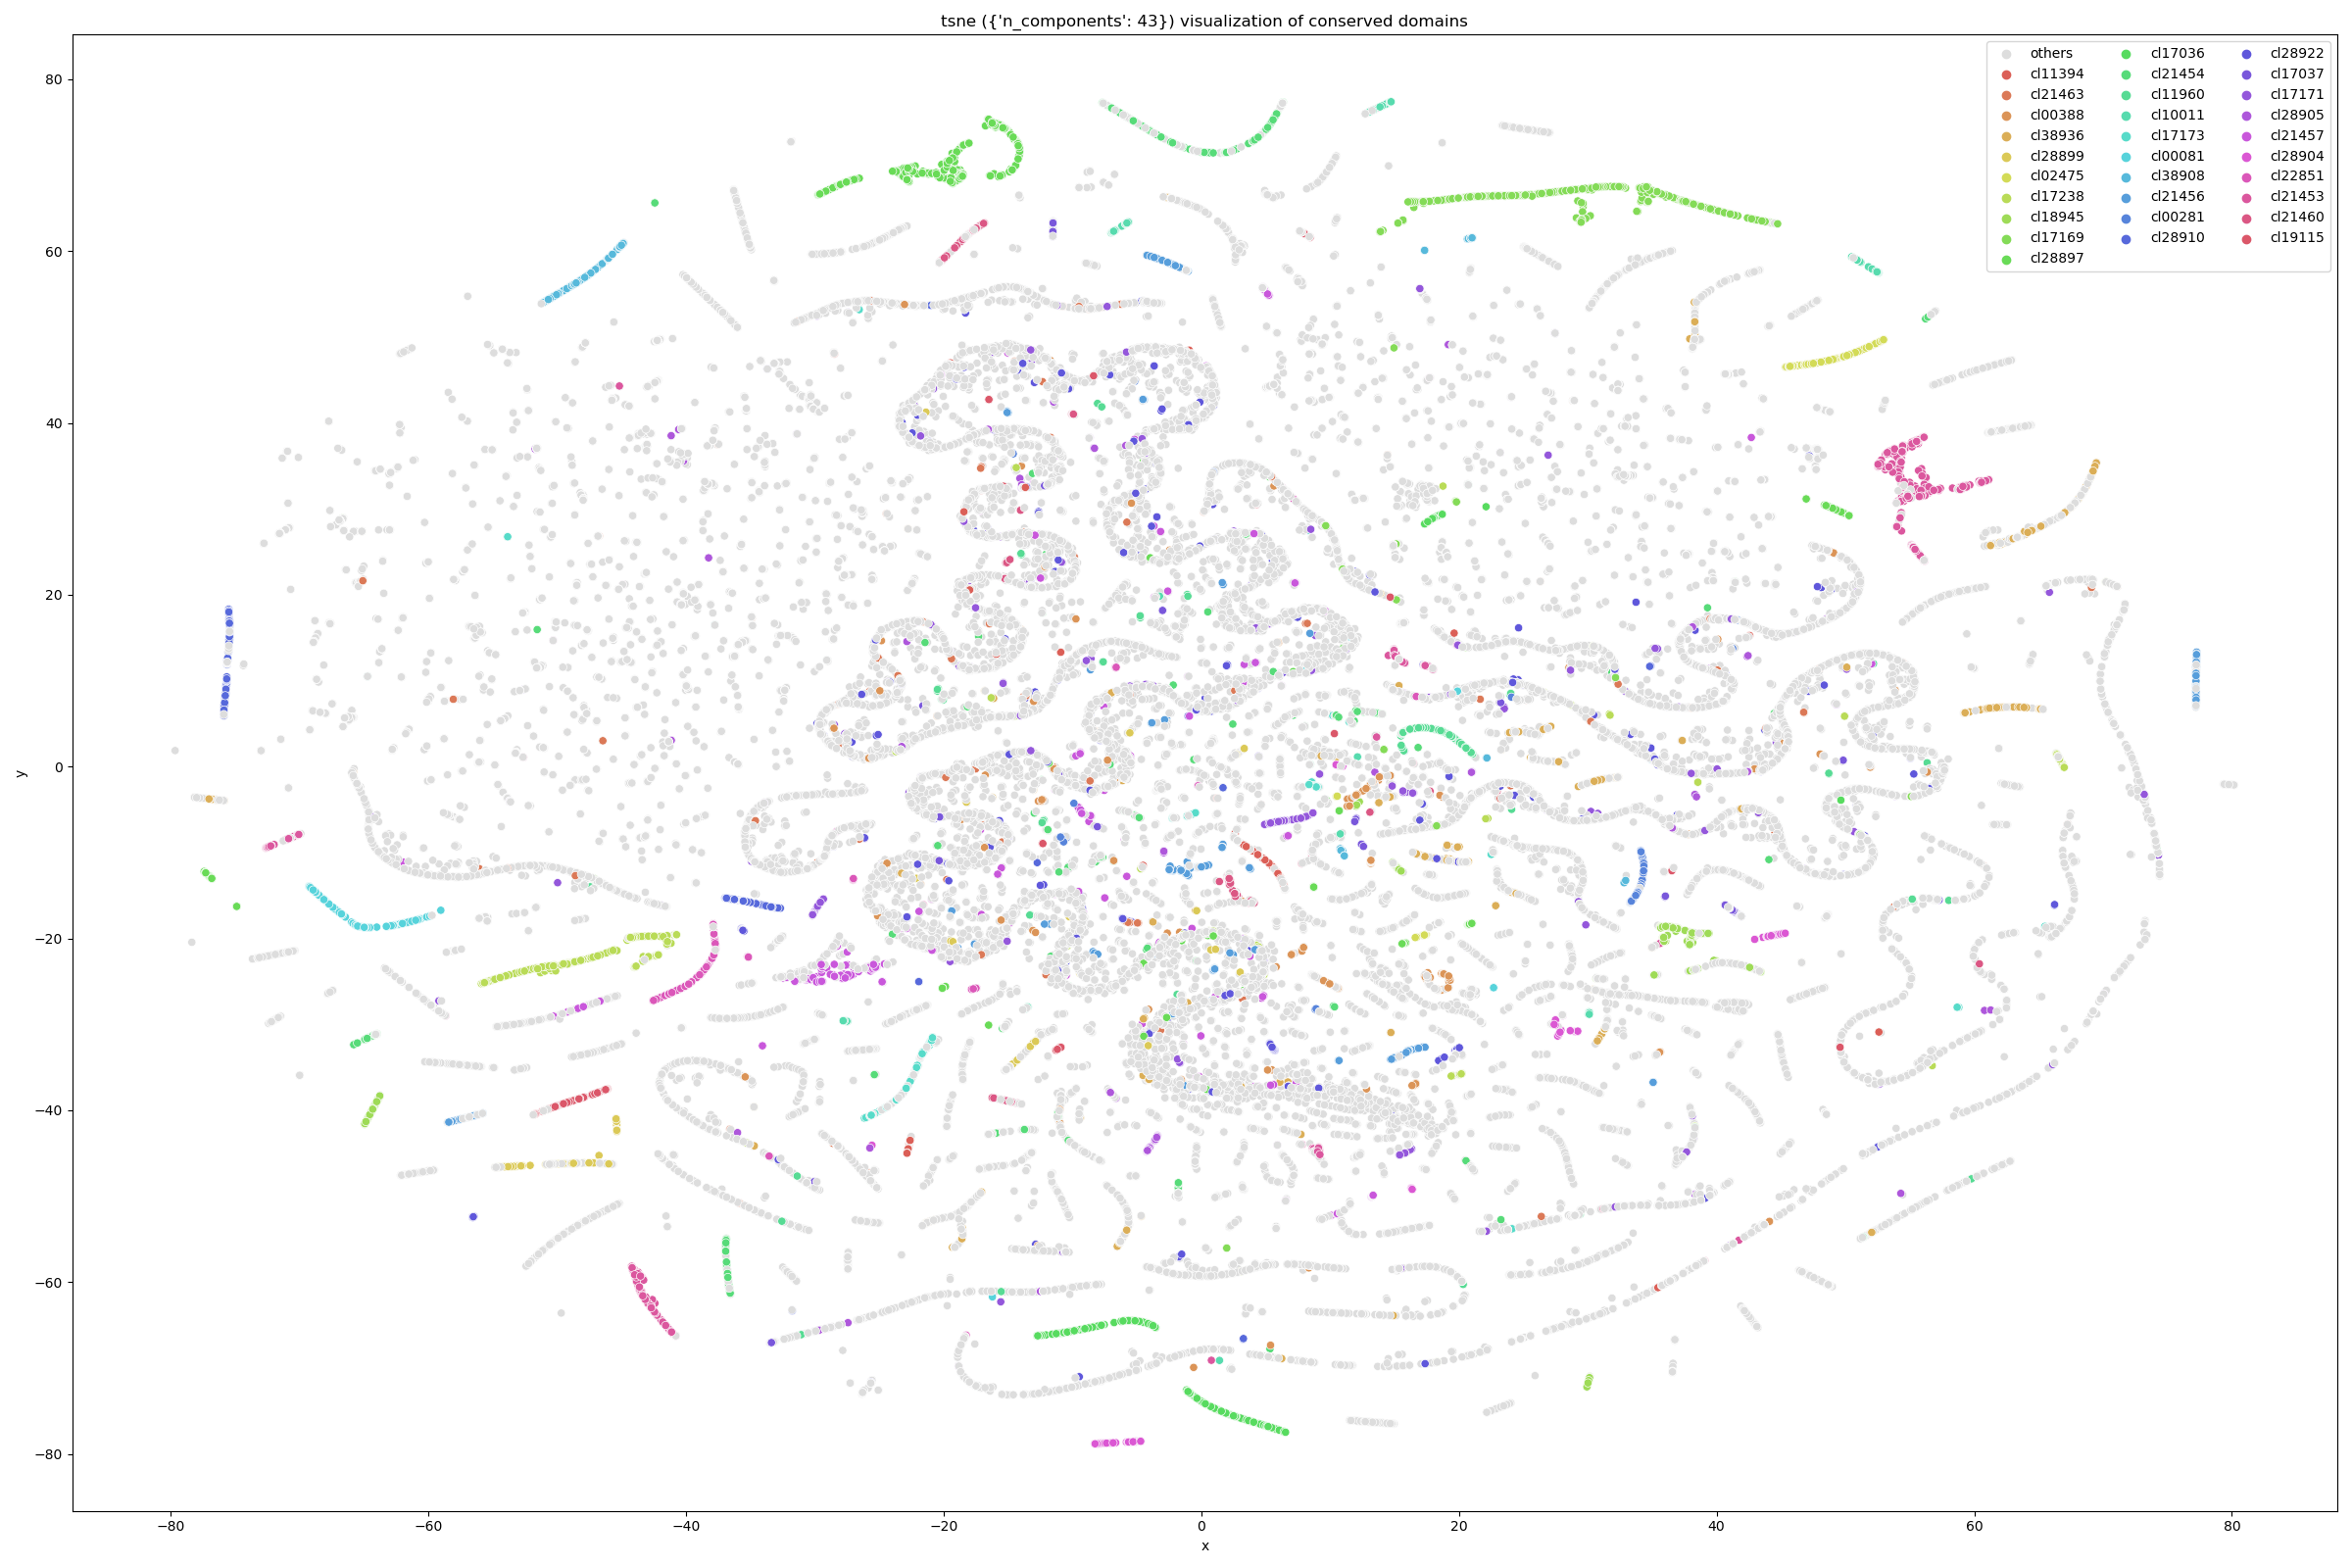 tsne ({'n_components': 43}) visualization of conserved domains
others
cl11394
cl21463
cl00388
cl38936
cl28899
cl02475
cl17238
cl18945
cl17169
cl28897
cl17036
cl21454
cl11960
cl10011
cl17173
cl00081
cl38908
cl21456
cl00281
cl28910
cl28922
cl17037
cl17171
cl28905
cl21457
cl28904
cl22851
cl21453
cl21460
cl19115
80
60
40
20
0
−20
−40
−60
−80
y
−80 −60 −40 −20 0 20 40 60 80
x